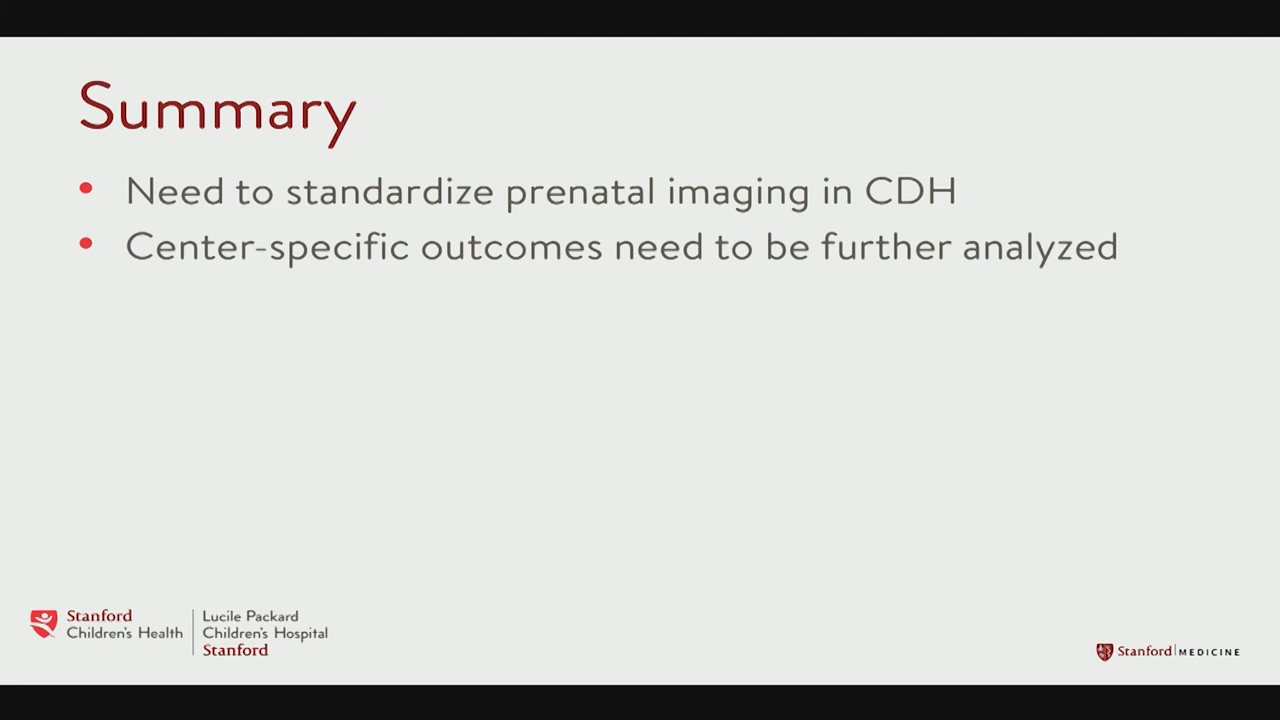 Summary
• Need to standardize prenatal imaging in CDH
• Center-specific outcomes need to be further analyzed
Stanford
Children's Health
Lucile Packard
Children's Hospital
Stanford
Stanford MEDICINE